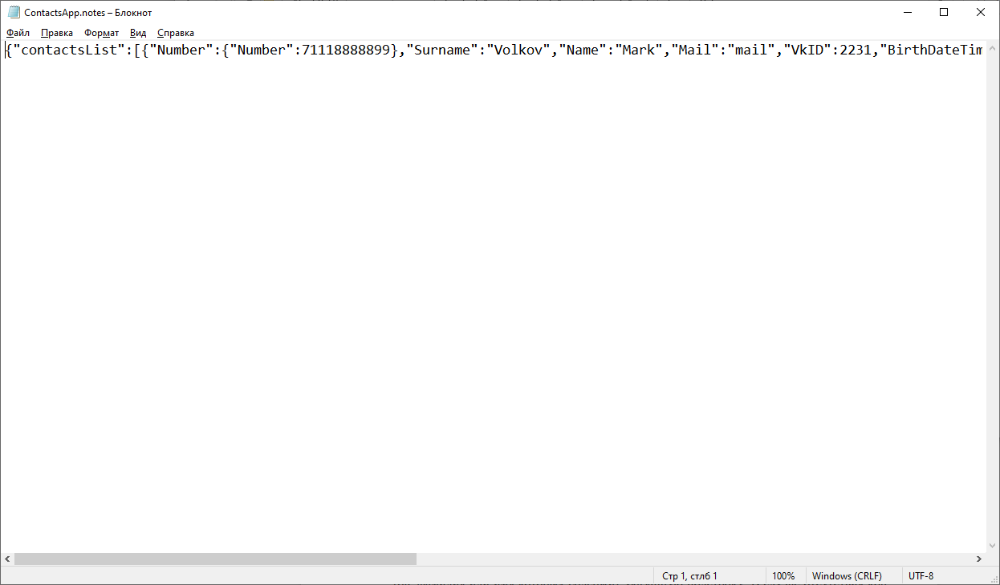 ContactsApp.notes – Блокнот
Файл Правка Формат Вид Справка
{"contactsList":[{"Number":{"Number":71118888899},"Surname":"Volkov","Name":"Mark","Mail":"mail","VkID":2231,"BirthDateTim
Стр 1, стлб 1 100% Windows (CRLF) UTF-8